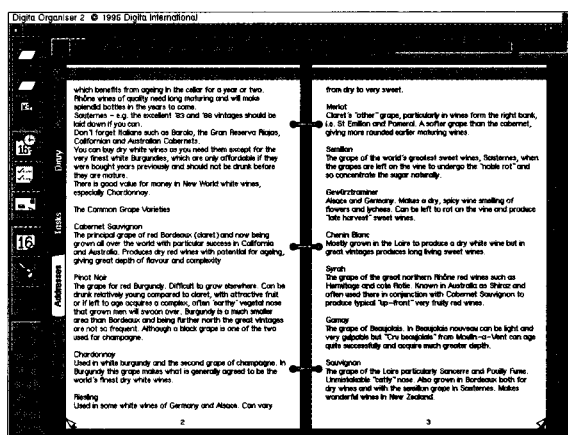 Digita Organiser 2 © 1995 Digita International
Diary
Tasks
Addresses
16
which benefits from ageing in the cellar for a year or two.
Rhône wines of quality need long maturing and will make
splendid bottles in the years to come.
Sauternes - e.g. the excellent '83 and '86 vintages should be
laid down if you can.
Don't forget Italians such as Barolo, the Gran Reserva Riojas,
Californian and Australian Cabernets.
You can buy dry white wines as you need them except for the
very finest white Burgundies, which are only affordable if they
were bought years previously and should not be drunk before
they are mature.
There is good value for money in New World white wines,
especially Chardonnay.
The Common Grape Varieties
Cabernet Sauvignon
The principal grape of red Bordeaux (claret) and now being
grown all over the world with particular success in California
and Australia. Produces dry red wines with potential for ageing,
giving great depth of flavour and complexity
Pinot Noir
The grape for red Burgundy. Difficult to grow elsewhere. Can be
drunk relatively young compared to claret, with attractive fruit
or if left to age acquires a complex, often "earthy" vegetal nose
that grown men will swoon over. Burgundy is a much smaller
area than Bordeaux and being further north the great vintages
are not so frequent. Although a black grape is one of the two
used for champagne.
Chardonnay
Used in white burgundy and the second grape of champagne. In
Burgundy this grape makes what is generally agreed to be the
world's finest dry white wines.
Riesling
Used in some white wines of Germany and Alsace. Can vary
2
from dry to very sweet.
Merlot
Claret's "other" grape, particularly in wines form the right bank,
i.e. St Emilion and Pomerol. A softer grape than the cabernet,
giving more rounded earlier maturing wines.
Semillon
The grape of the world's greatest sweet wines, Sauternes, when
the grapes are left on the vine to undergo the "noble rot" and
so concentrate the sugar naturally.
Gewürztraminer
Alsace and Germany. Makes a dry, spicy wine smelling of
flowers and lychees. Can be left to rot on the vine and produce
"late harvest" sweet wines.
Chenin Blanc
Mostly grown in the Loire to produce a dry white wine but in
great vintages produces long living sweet wines.
Syrah
The grape of the great northern Rhône red wines such as
Hermitage and cote Rotie. Known in Australia as Shiraz and
often used there in conjunction with Cabernet Sauvignon to
produce typical "up-front" very fruity red wines.
Gamay
The grape of Beaujolais. In Beaujolais nouveau can be light and
very gulpable but "Cru beaujolais" from Moulin-a-Vent can age
quite successfully and acquire much greater depth.
Sauvignon
The grape of the Loire particularly Sancerre and Pouilly Fume.
Unmistakable "catty" nose. Also grown in Bordeaux both for
dry wines and with the semillon grape in Sauternes. Makes
wonderful wines in New Zealand.
3